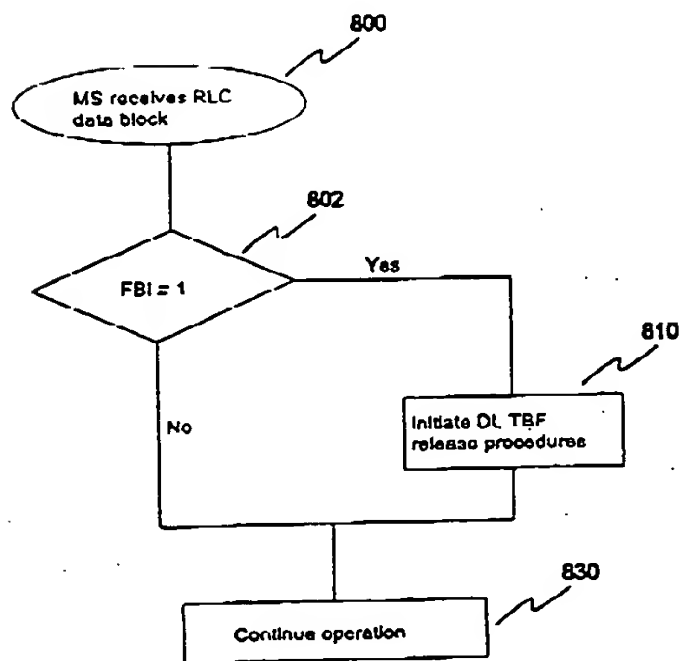 800
MS receives RLC
data block
802
FBI = 1
Yes
810
Initiate DL TBF
release procedures
No
830
Continue operation